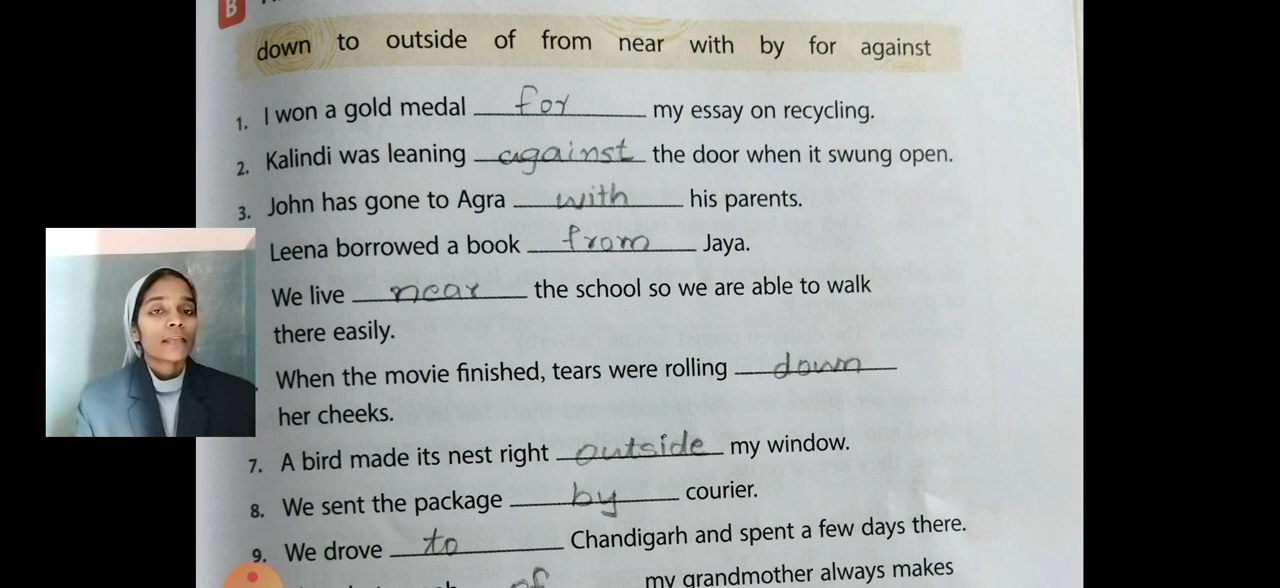 B
down to outside of from near with by for against
1. I won a gold medal for my essay on recycling.
2. Kalindi was leaning against the door when it swung open.
3. John has gone to Agra with his parents.
Leena borrowed a book from Jaya.
We live near the school so we are able to walk
there easily.
When the movie finished, tears were rolling down
her cheeks.
7. A bird made its nest right outside my window.
8. We sent the package by courier.
9. We drove to Chandigarh and spent a few days there.
of my grandmother always makes